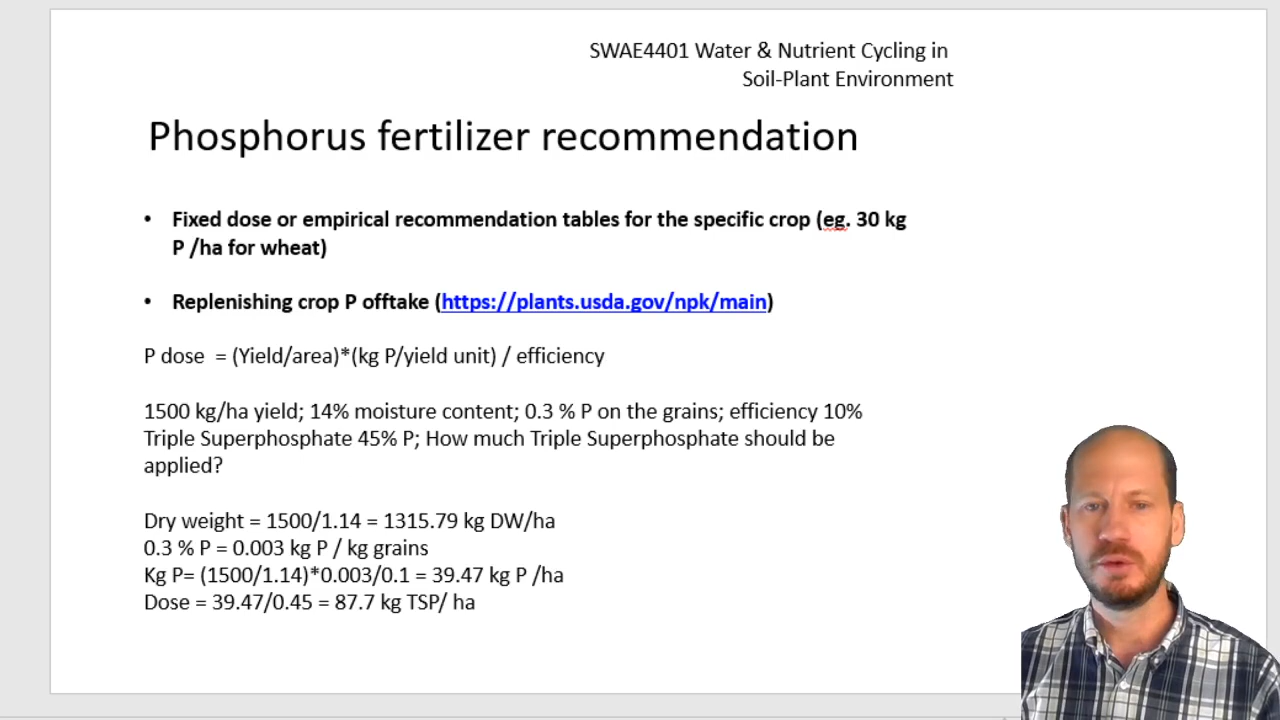 SWAE4401 Water & Nutrient Cycling in
Soil-Plant Environment
Phosphorus fertilizer recommendation
• Fixed dose or empirical recommendation tables for the specific crop (eg. 30 kg
P /ha for wheat)
• Replenishing crop P offtake (https://plants.usda.gov/npk/main)
P dose = (Yield/area)*(kg P/yield unit) / efficiency
1500 kg/ha yield; 14% moisture content; 0.3 % P on the grains; efficiency 10%
Triple Superphosphate 45% P; How much Triple Superphosphate should be
applied?
Dry weight = 1500/1.14 = 1315.79 kg DW/ha
0.3 % P = 0.003 kg P / kg grains
Kg P= (1500/1.14)*0.003/0.1 = 39.47 kg P /ha
Dose = 39.47/0.45 = 87.7 kg TSP/ ha